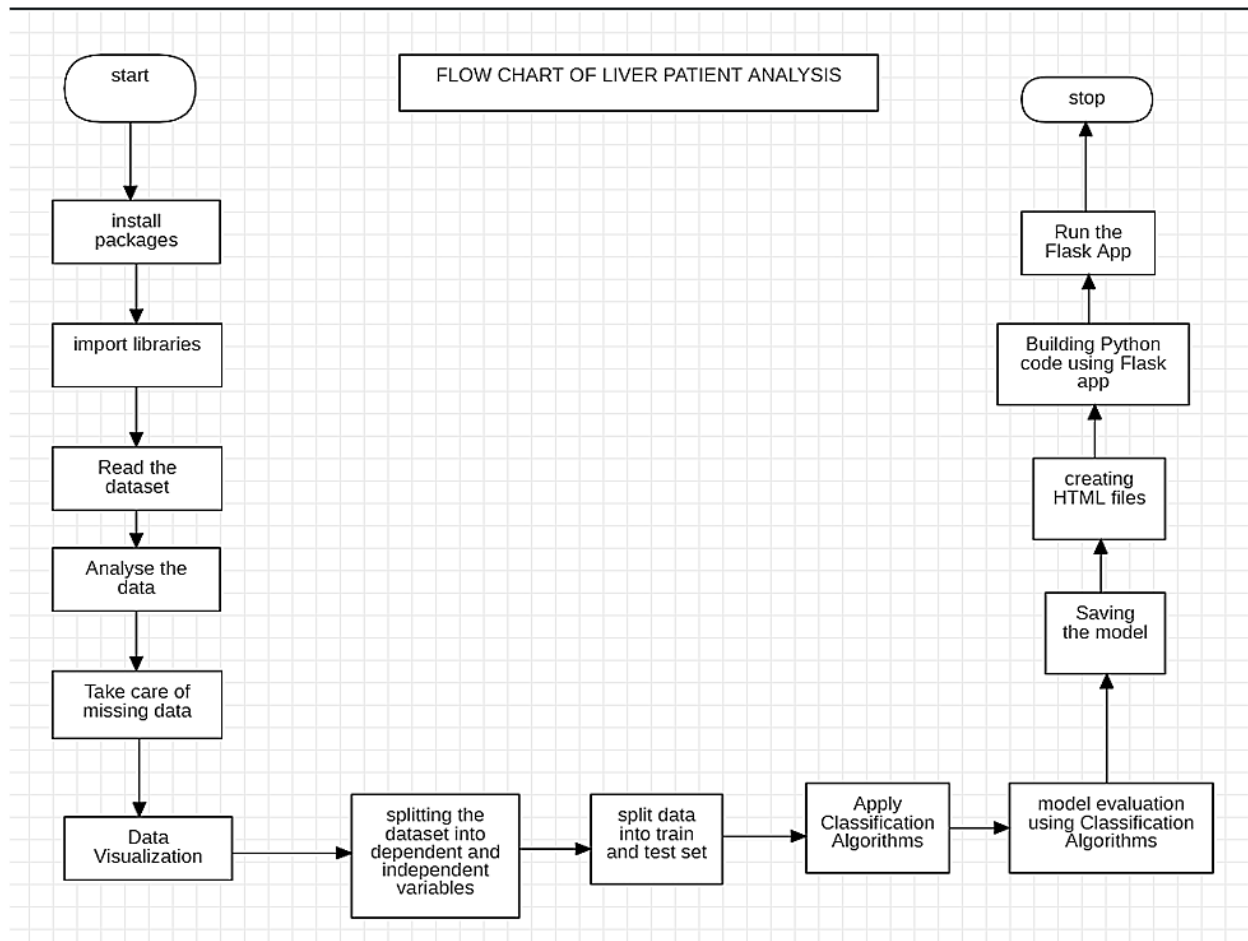 start
FLOW CHART OF LIVER PATIENT ANALYSIS
stop
install
packages
import libraries
Read the
dataset
Analyse the
data
Take care of
missing data
Data
Visualization
splitting the
dataset into
dependent and
independent
variables
split data
into train
and test set
Apply
Classification
Algorithms
model evaluation
using Classification
Algorithms
Saving
the model
creating
HTML files
Building Python
code using Flask
app
Run the
Flask App